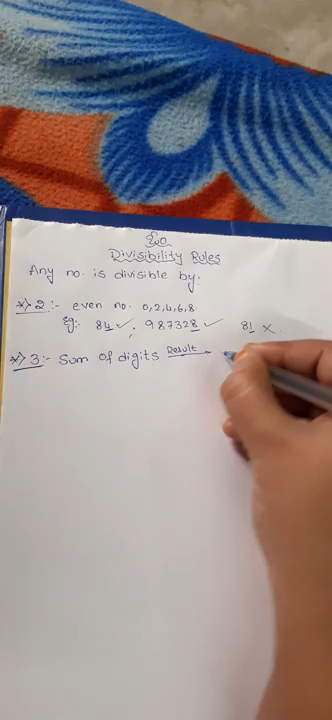 Divisibility Rules
Any no. is divisible by:
*) 2 :- even no. 0,2,4,6,8.
Eg: 84 ✓ ; 987328 ✓ 81 ×.
*) 3 :- Sum of digits Result →